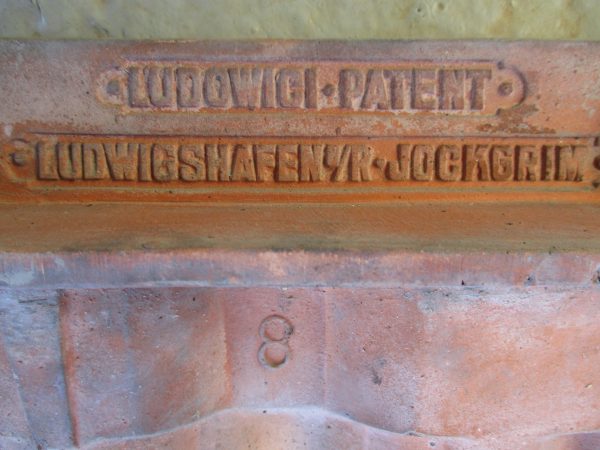 LUDOWICI · PATENT
LUDWIGSHAFEN a/R · JOCKGRIM
8